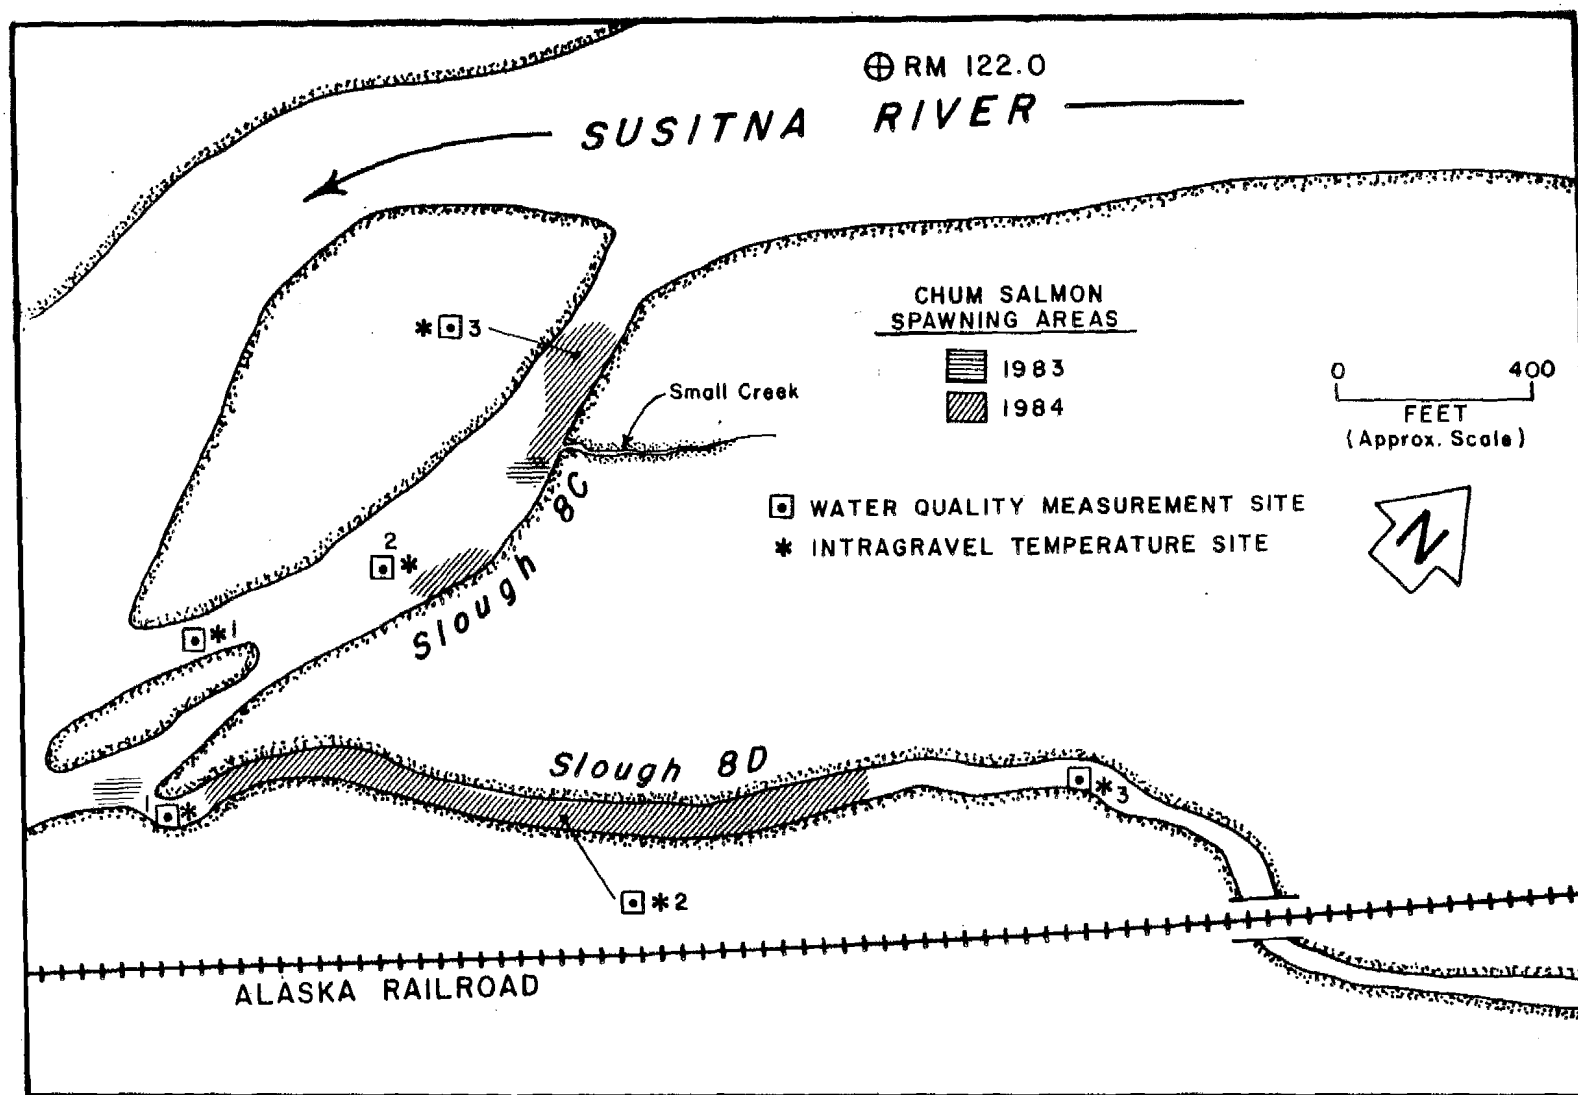 ⊕ RM 122.0
SUSITNA RIVER
CHUM SALMON
SPAWNING AREAS
1983
1984
0 400
FEET
(Approx. Scale)
* 3
Small Creek
WATER QUALITY MEASUREMENT SITE
* INTRAGRAVEL TEMPERATURE SITE
N
2
*
Slough 8C
*1
Slough 8D
1
*
*3
*2
ALASKA RAILROAD